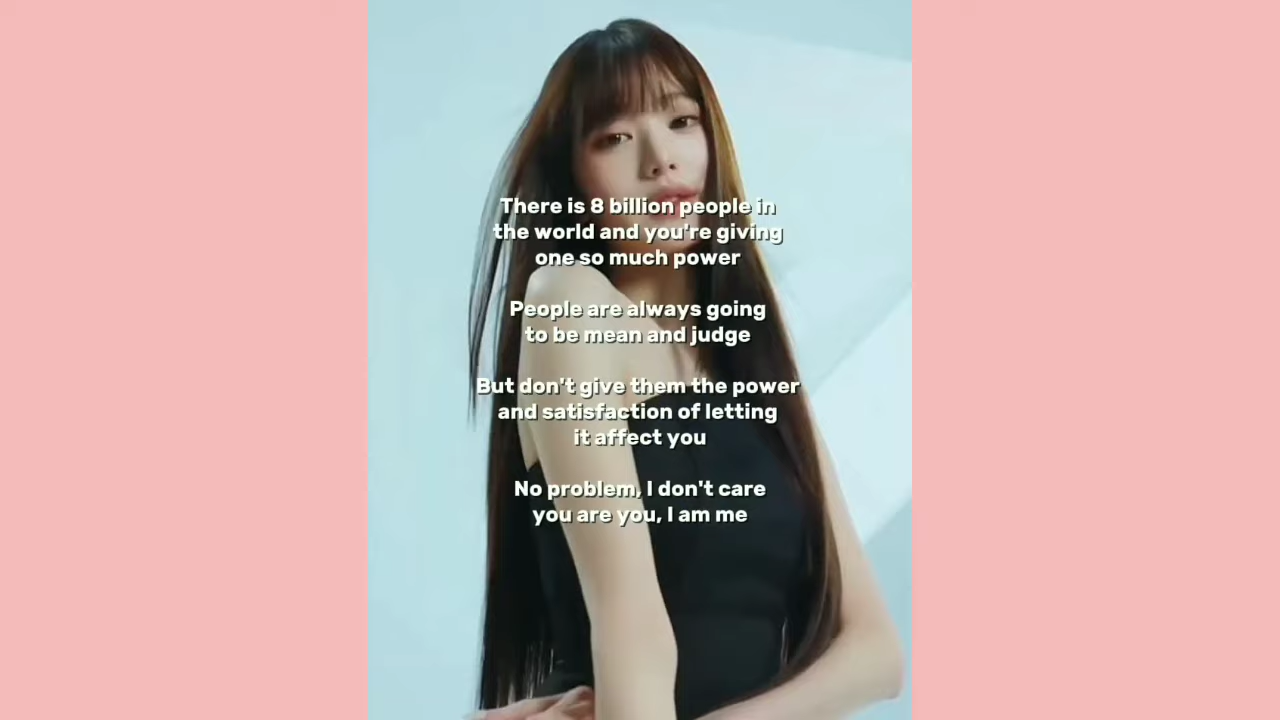 There is 8 billion people in
the world and you're giving
one so much power
People are always going
to be mean and judge
But don't give them the power
and satisfaction of letting
it affect you
No problem, I don't care
you are you, I am me